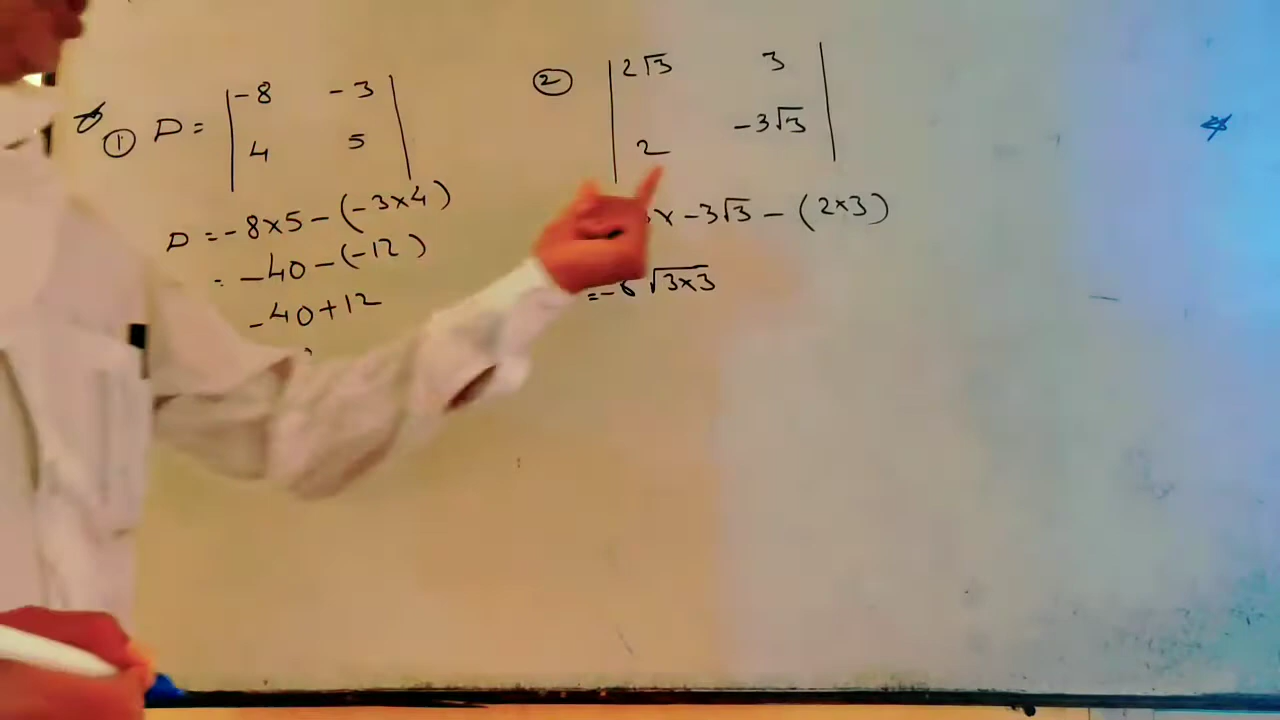 ① D = | -8 -3 |
| 4 5 |
D = -8×5 - (-3×4)
= -40 - (-12)
-40+12
② | 2√3 3 |
| 2 -3√3 |
× -3√3 - (2×3)
= -6 √3×3